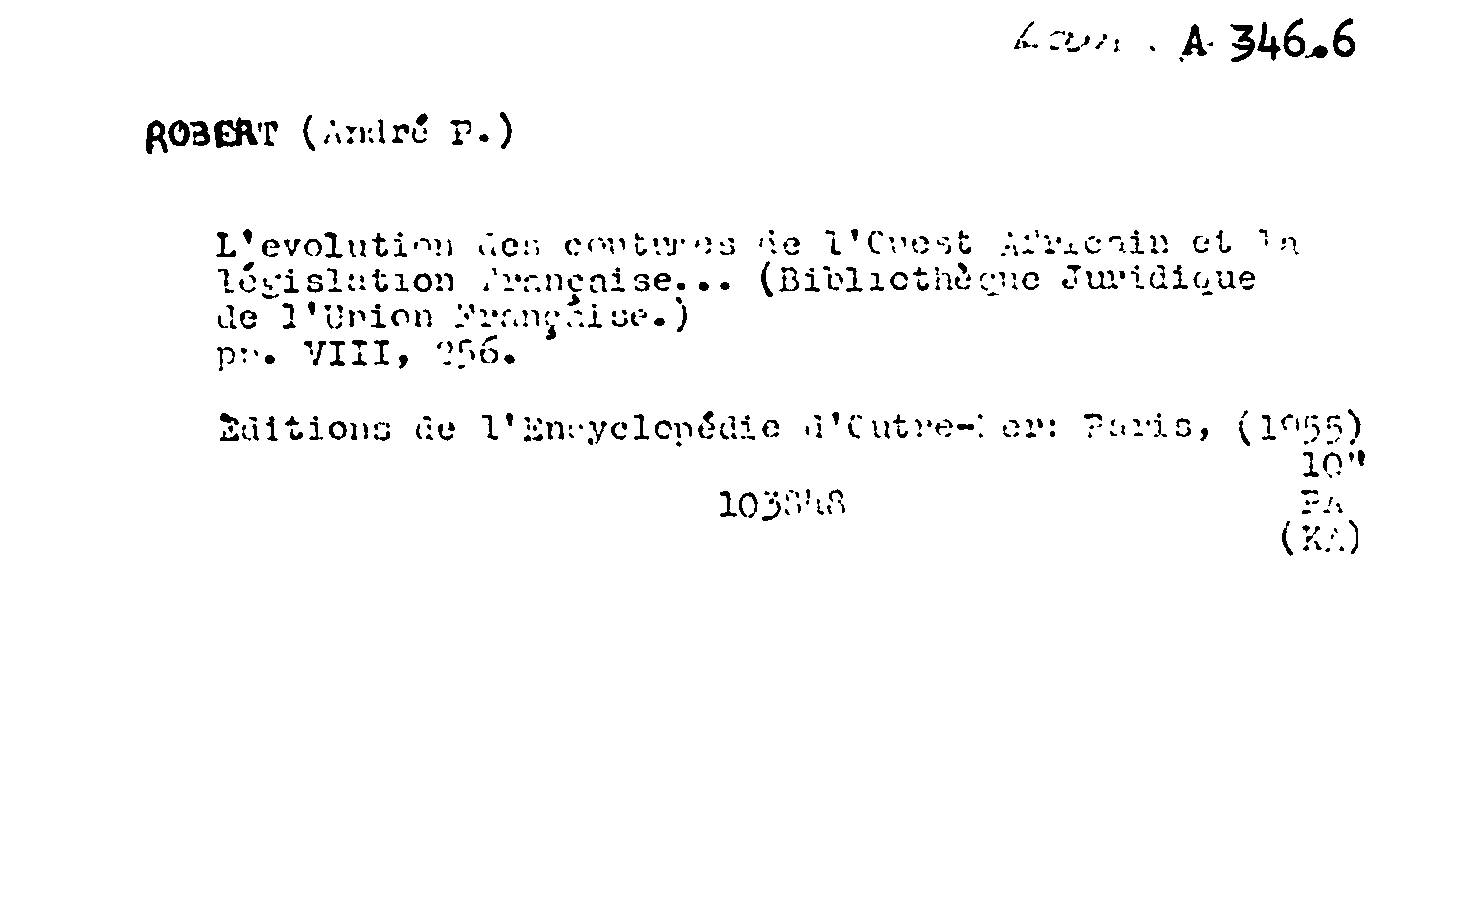 A 346.6
ROBERT (André P.)
L'evolution des coutumes de l'Ouest Africain et la
législation française... (Bibliothèque Juridique
de l'Union Française.)
pp. VIII, 256.
Editions de l'Encyclopédie d'Outre-Mer: Paris, (1955)
10"
103848
PA
(KA)